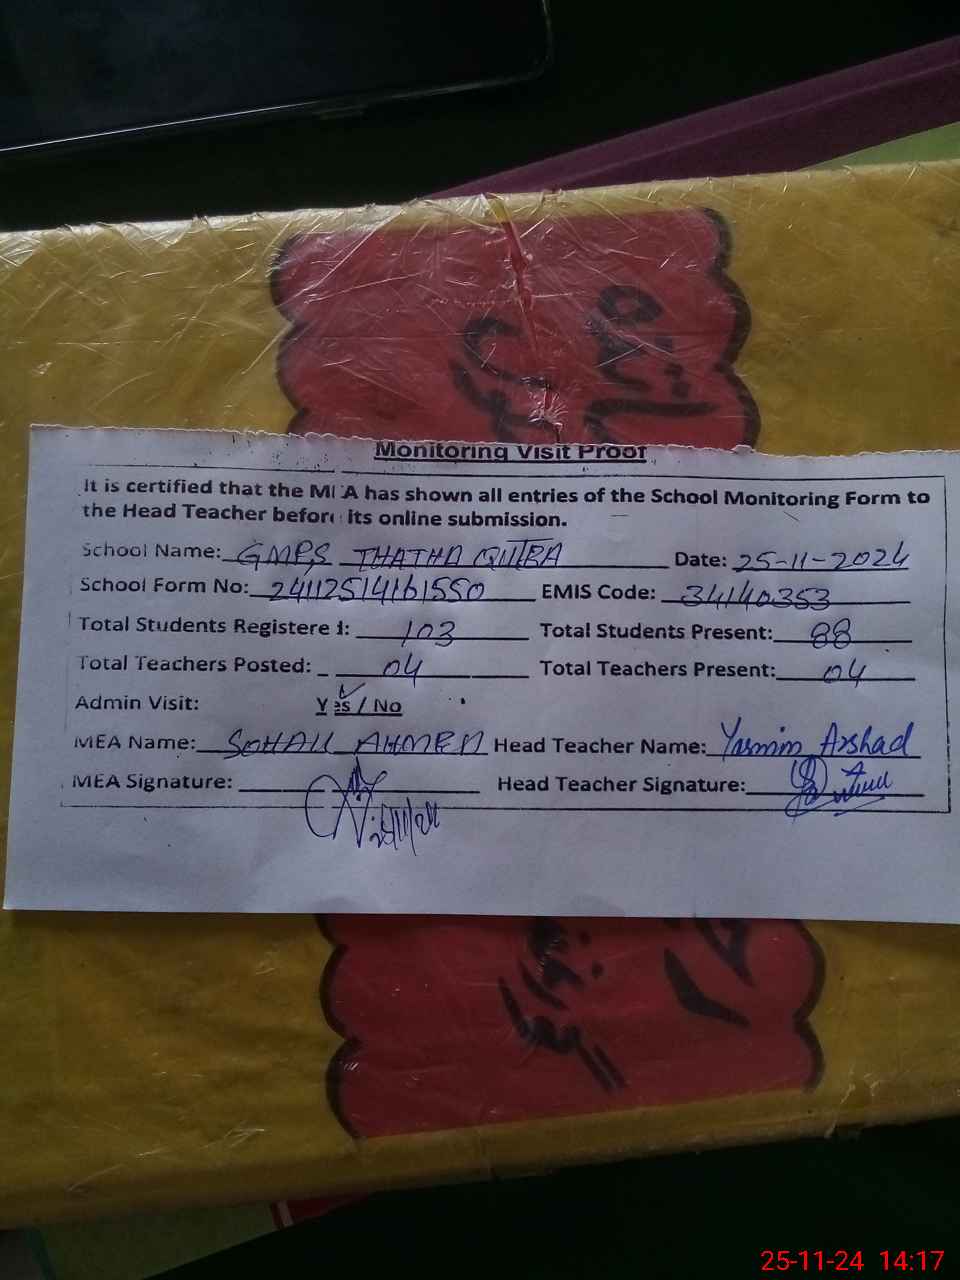 Monitoring Visit Proof
It is certified that the MEA has shown all entries of the School Monitoring Form to
the Head Teacher before its online submission.
School Name: GMPS THATHA QUTBA Date: 25-11-2024
School Form No: 24112514161550 EMIS Code: 34140353
Total Students Registered: 103 Total Students Present: 88
Total Teachers Posted: 04 Total Teachers Present: 04
Admin Visit: Yes / No
MEA Name: SOHAIL AHMED Head Teacher Name: Yasmin Arshad
MEA Signature: Head Teacher Signature:
25-11-24 14:17